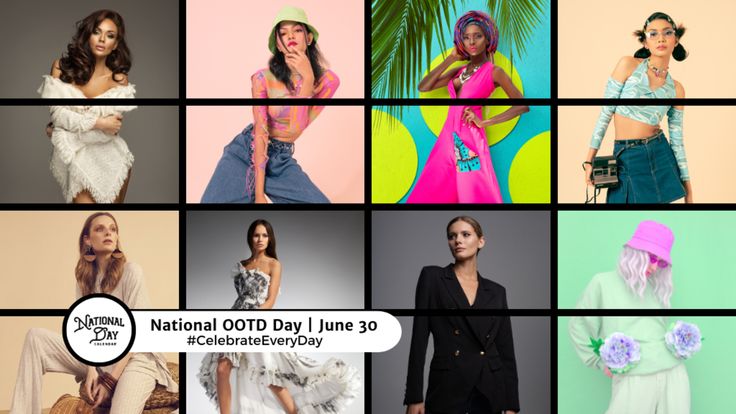 NATIONAL
DAY
CALENDAR
National OOTD Day | June 30
#CelebrateEveryDay